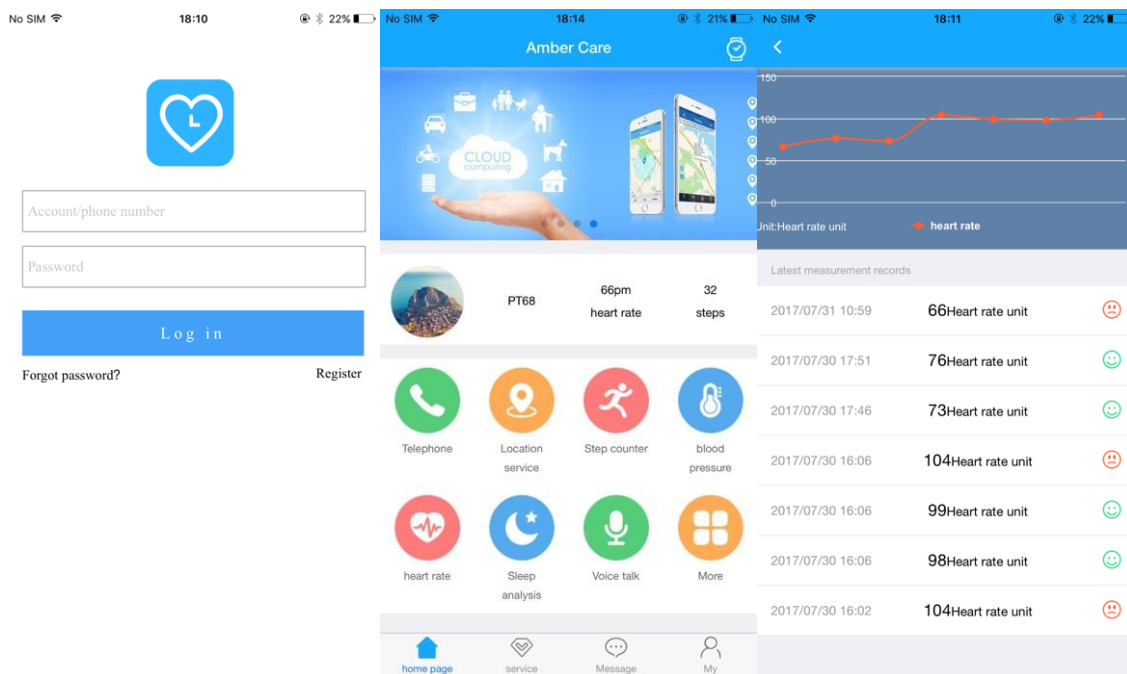 No SIM 18:10 22%
L
Account/phone number
Password
Log in
Forgot password? Register
No SIM 18:14 21%
Amber Care
CLOUD
computing
PT68
66pm
heart rate
32
steps
Telephone
Location
service
Step counter
blood
pressure
heart rate
Sleep
analysis
Voice talk
More
home page
service
Message
My
No SIM 18:11 22%
150
100
50
0
Jnit:Heart rate unit
heart rate
Latest measurement records
2017/07/31 10:59 66Heart rate unit
2017/07/30 17:51 76Heart rate unit
2017/07/30 17:46 73Heart rate unit
2017/07/30 16:06 104Heart rate unit
2017/07/30 16:06 99Heart rate unit
2017/07/30 16:06 98Heart rate unit
2017/07/30 16:02 104Heart rate unit